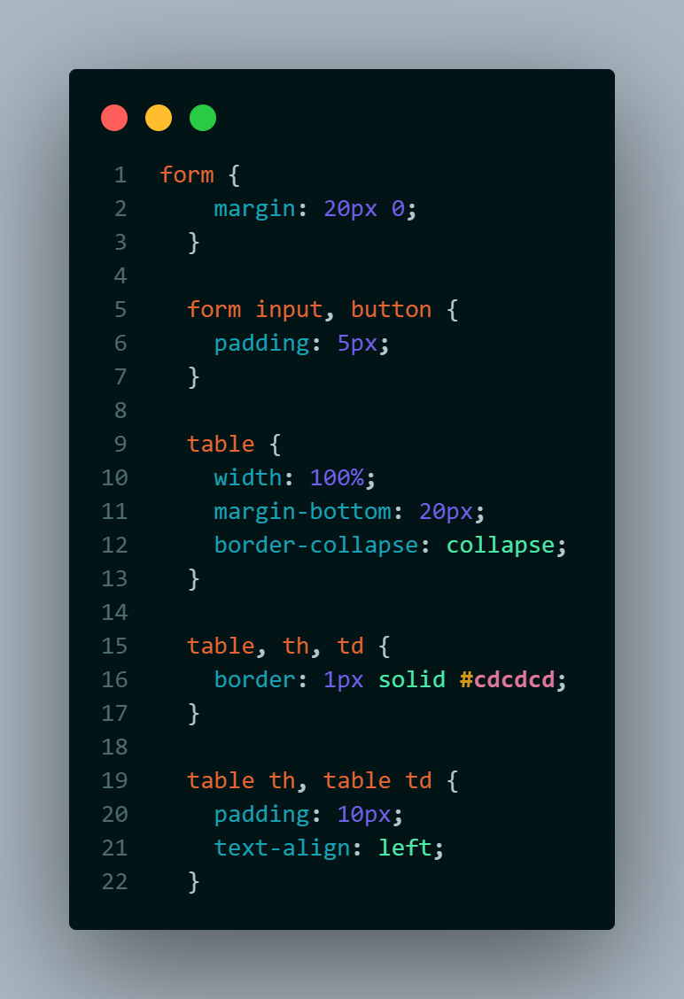 1 form {
2     margin: 20px 0;
3   }
4
5   form input, button {
6     padding: 5px;
7   }
8
9   table {
10     width: 100%;
11     margin-bottom: 20px;
12     border-collapse: collapse;
13   }
14
15   table, th, td {
16     border: 1px solid #cdcdcd;
17   }
18
19   table th, table td {
20     padding: 10px;
21     text-align: left;
22   }